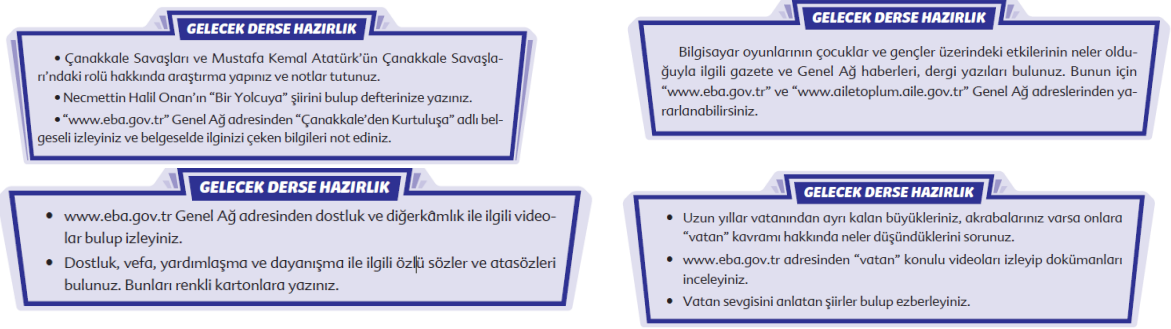 GELECEK DERSE HAZIRLIK
• Çanakkale Savaşları ve Mustafa Kemal Atatürk’ün Çanakkale Savaşla-
rı’ndaki rolü hakkında araştırma yapınız ve notlar tutunuz.
• Necmettin Halil Onan’ın “Bir Yolcuya” şiirini bulup defterinize yazınız.
• “www.eba.gov.tr” Genel Ağ adresinden “Çanakkale’den Kurtuluşa” adlı bel-
geseli izleyiniz ve belgeselde ilginizi çeken bilgileri not ediniz.
GELECEK DERSE HAZIRLIK
Bilgisayar oyunlarının çocuklar ve gençler üzerindeki etkilerinin neler oldu-
ğuyla ilgili gazete ve Genel Ağ haberleri, dergi yazıları bulunuz. Bunun için
“www.eba.gov.tr” ve “www.ailetoplum.aile.gov.tr” Genel Ağ adreslerinden ya-
rarlanabilirsiniz.
GELECEK DERSE HAZIRLIK
• www.eba.gov.tr Genel Ağ adresinden dostluk ve diğerkâmlık ile ilgili video-
lar bulup izleyiniz.
• Dostluk, vefa, yardımlaşma ve dayanışma ile ilgili özlü sözler ve atasözleri
bulunuz. Bunları renkli kartonlara yazınız.
GELECEK DERSE HAZIRLIK
• Uzun yıllar vatanından ayrı kalan büyükleriniz, akrabalarınız varsa onlara
“vatan” kavramı hakkında neler düşündüklerini sorunuz.
• www.eba.gov.tr adresinden “vatan” konulu videoları izleyip dokümanları
inceleyiniz.
• Vatan sevgisini anlatan şiirler bulup ezberleyiniz.